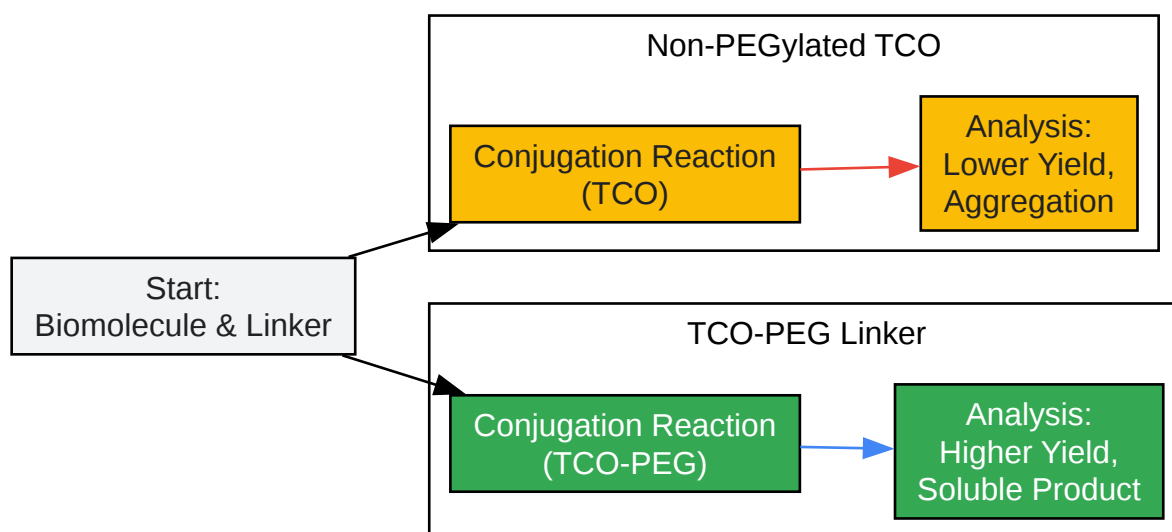 Non-PEGylated TCO
Conjugation Reaction
(TCO)
Analysis:
Lower Yield,
Aggregation
Start:
Biomolecule & Linker
TCO-PEG Linker
Conjugation Reaction
(TCO-PEG)
Analysis:
Higher Yield,
Soluble Product